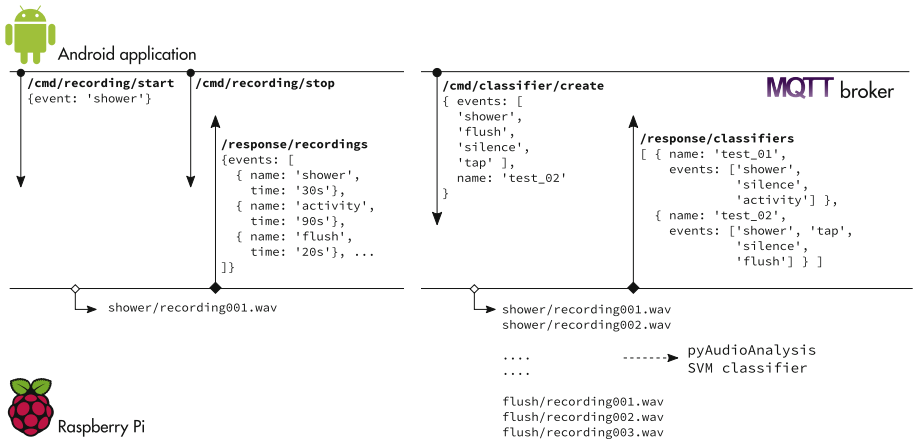 Android application
/cmd/recording/start
{event: 'shower'}
/cmd/recording/stop
/response/recordings
{events: [
{ name: 'shower',
time: '30s'},
{ name: 'activity',
time: '90s'},
{ name: 'flush',
time: '20s'}, ...
]}
shower/recording001.wav
Raspberry Pi
/cmd/classifier/create
{ events: [
'shower',
'flush',
'silence',
'tap' ],
name: 'test_02'
}
MQTT broker
/response/classifiers
[ { name: 'test_01',
events: ['shower',
'silence',
'activity'] },
{ name: 'test_02',
events: ['shower', 'tap',
'silence',
'flush'] } ]
shower/recording001.wav
shower/recording002.wav
....
....
flush/recording001.wav
flush/recording002.wav
flush/recording003.wav
pyAudioAnalysis
SVM classifier